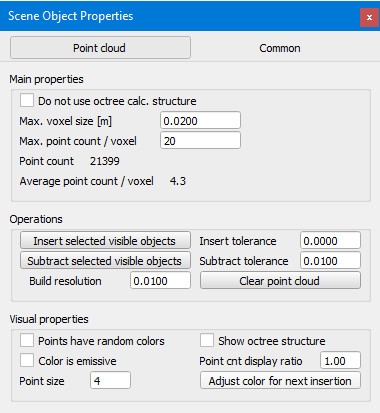 Scene Object Properties
x
Point cloud Common
Main properties
Do not use octree calc. structure
Max. voxel size [m] 0.0200
Max. point count / voxel 20
Point count 21399
Average point count / voxel 4.3
Operations
Insert selected visible objects Insert tolerance 0.0000
Subtract selected visible objects Subtract tolerance 0.0100
Build resolution 0.0100 Clear point cloud
Visual properties
Points have random colors Show octree structure
Color is emissive Point cnt display ratio 1.00
Point size 4 Adjust color for next insertion